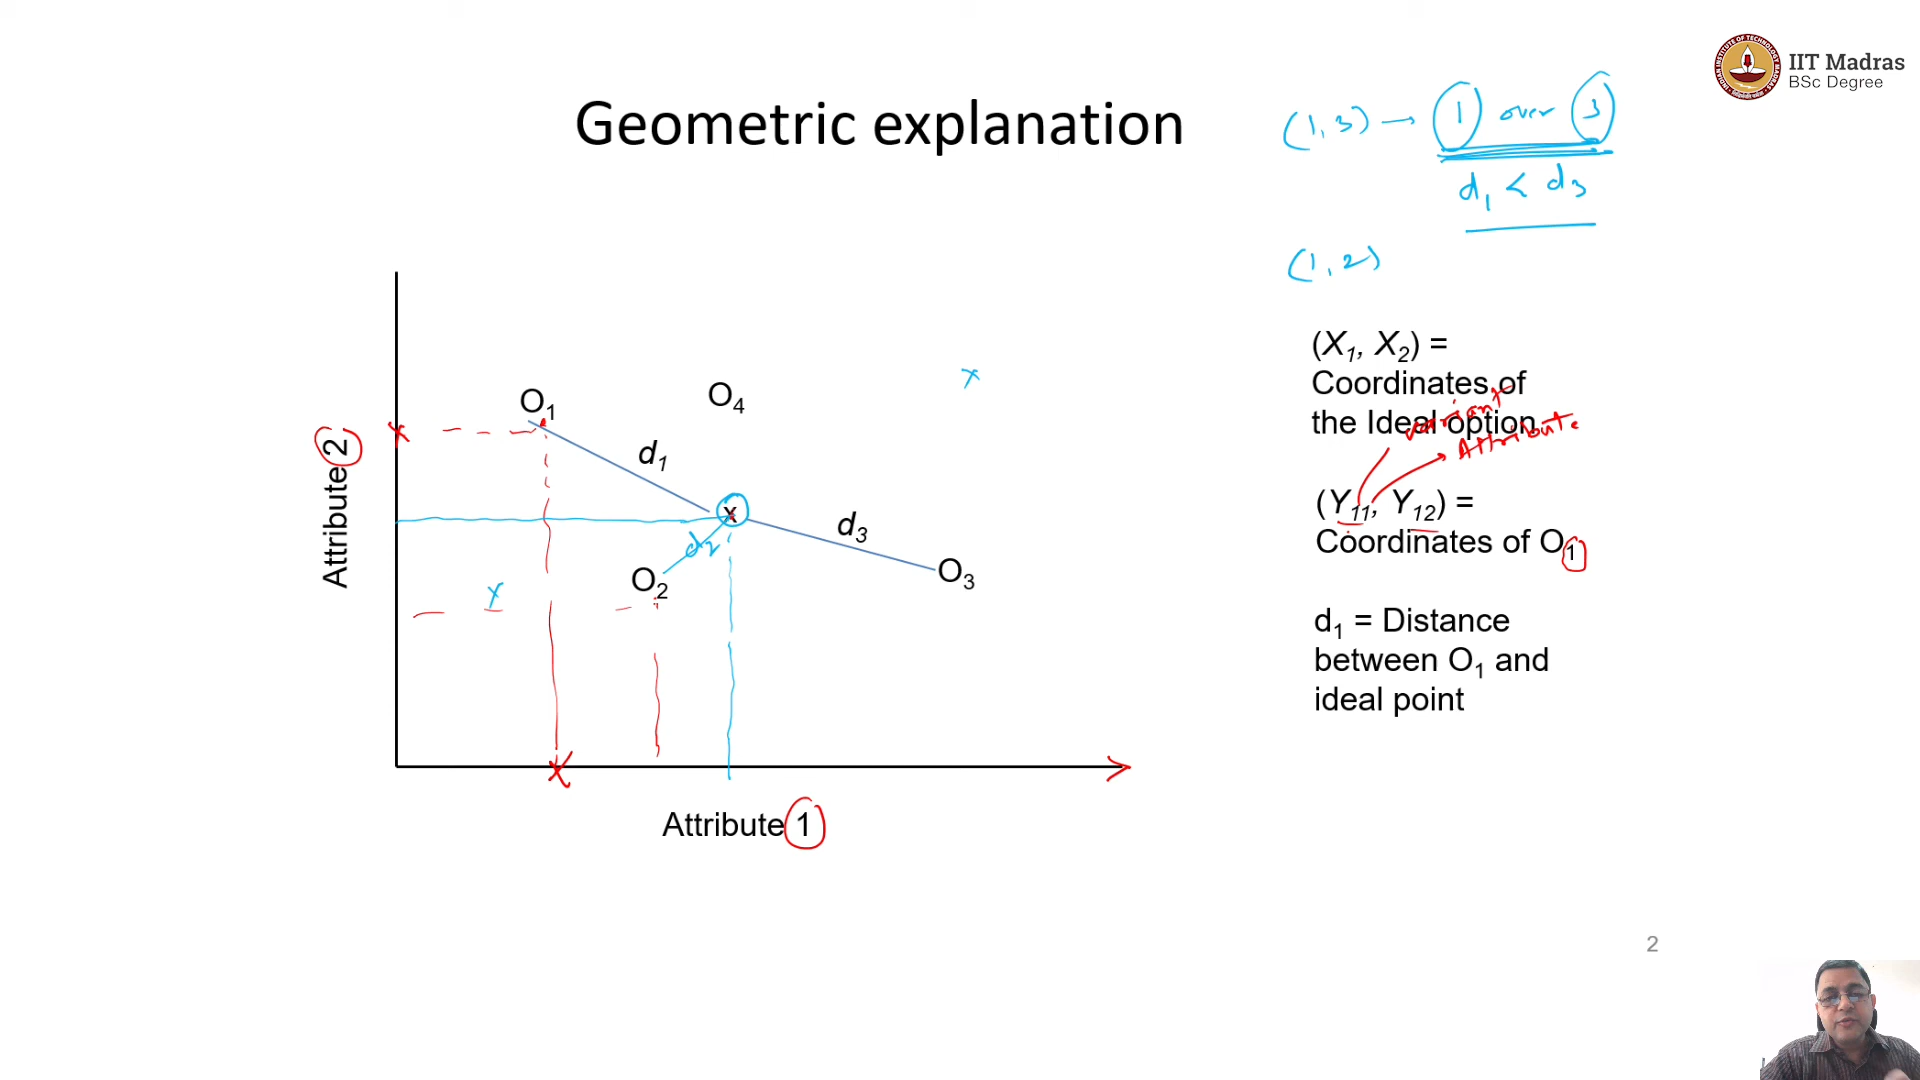 IIT Madras
BSc Degree
Geometric explanation
(1,3) → 1 over 3
d1 < d3
(1,2)
(X1, X2) =
Coordinates of
the Ideal option
variant
Attribute
(Y11, Y12) =
Coordinates of O1
d1 = Distance
between O1 and
ideal point
Attribute 2
O1
O4
d1
x
x
d3
d2
O2
O3
x
Attribute 1
2